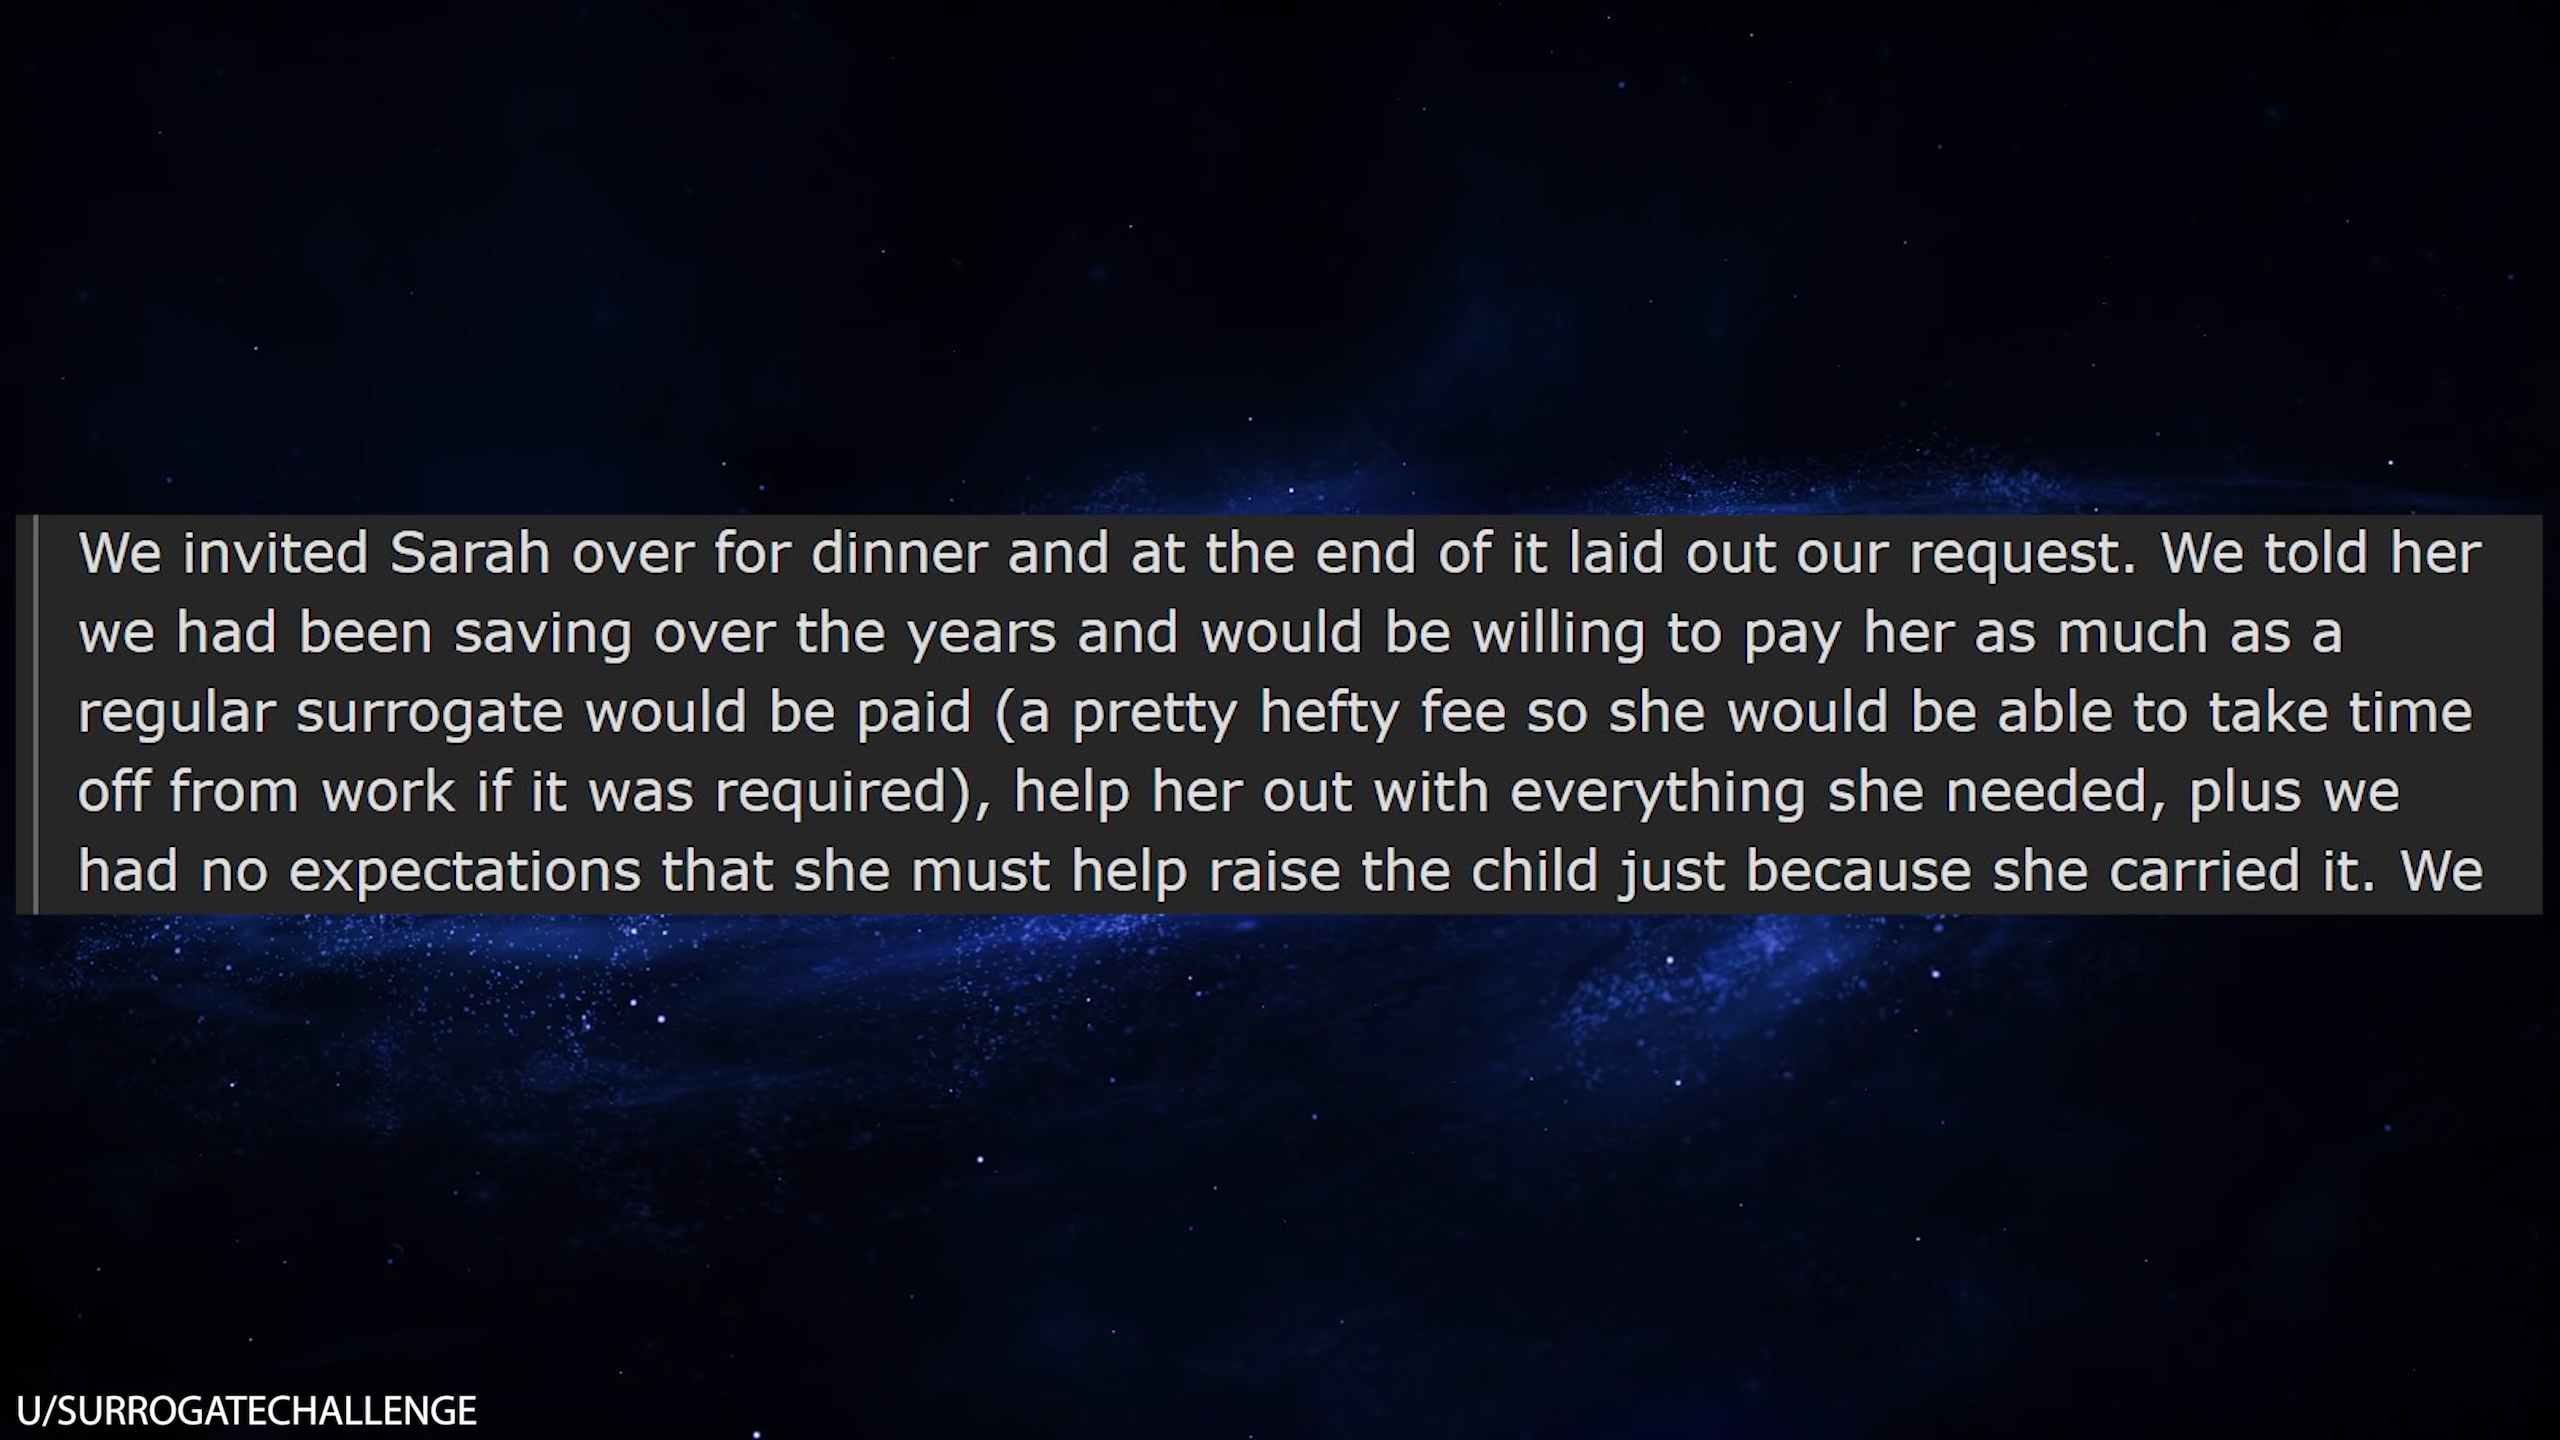 We invited Sarah over for dinner and at the end of it laid out our request. We told her
we had been saving over the years and would be willing to pay her as much as a
regular surrogate would be paid (a pretty hefty fee so she would be able to take time
off from work if it was required), help her out with everything she needed, plus we
had no expectations that she must help raise the child just because she carried it. We
U/SURROGATECHALLENGE